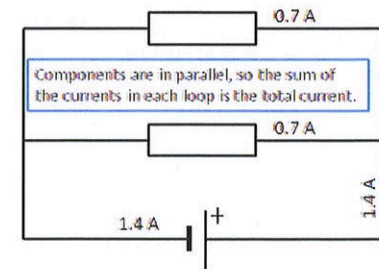 0.7 A
Components are in parallel, so the sum of
the currents in each loop is the total current.
0.7 A
1.4 A
1.4 A
+